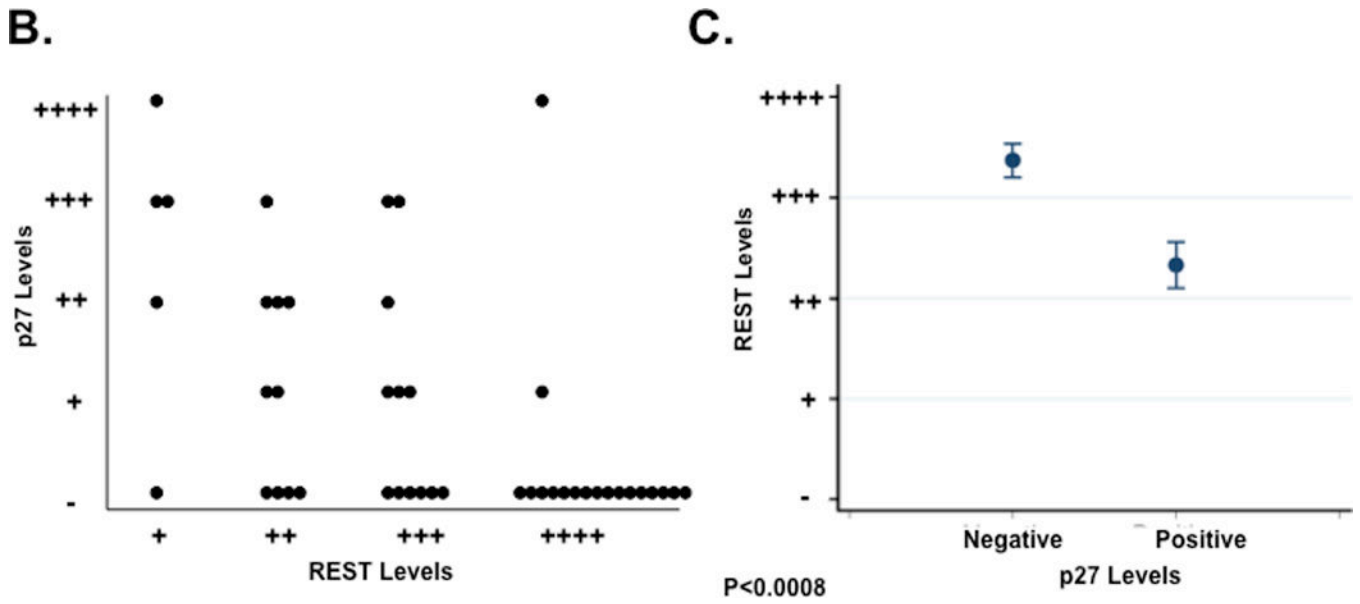 B.
++++
+++
++
+
-
p27 Levels
+ ++ +++ ++++
REST Levels
C.
++++
+++
++
+
-
REST Levels
Negative Positive
p27 Levels
P<0.0008